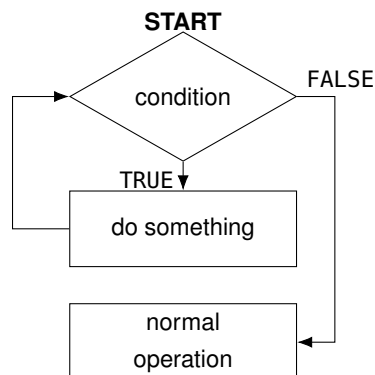 START
condition
FALSE
TRUE
do something
normal
operation